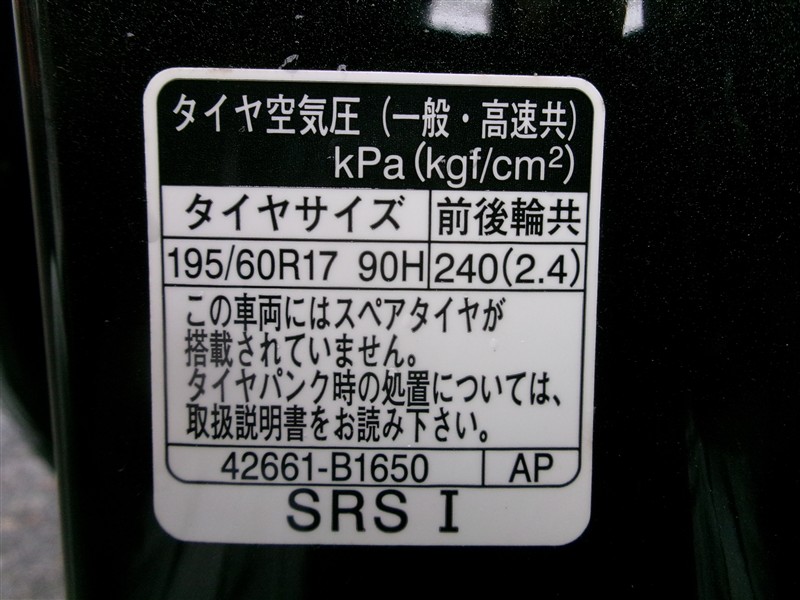 タイヤ空気圧（一般・高速共）
kPa(kgf/cm²)
タイヤサイズ 前後輪共
195/60R17 90H 240(2.4)
この車両にはスペアタイヤが
搭載されていません。
タイヤパンク時の処置については、
取扱説明書をお読み下さい。
42661-B1650 AP
SRS I